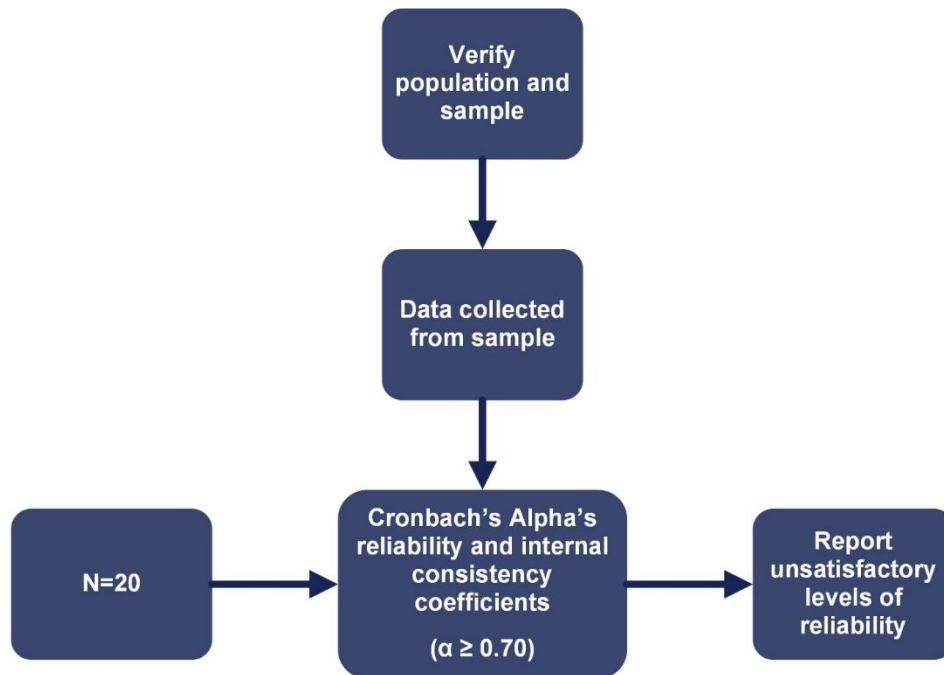 Verify
population and
sample
Data collected
from sample
N=20
Cronbach’s Alpha’s
reliability and internal
consistency
coefficients
(α ≥ 0.70)
Report
unsatisfactory
levels of
reliability